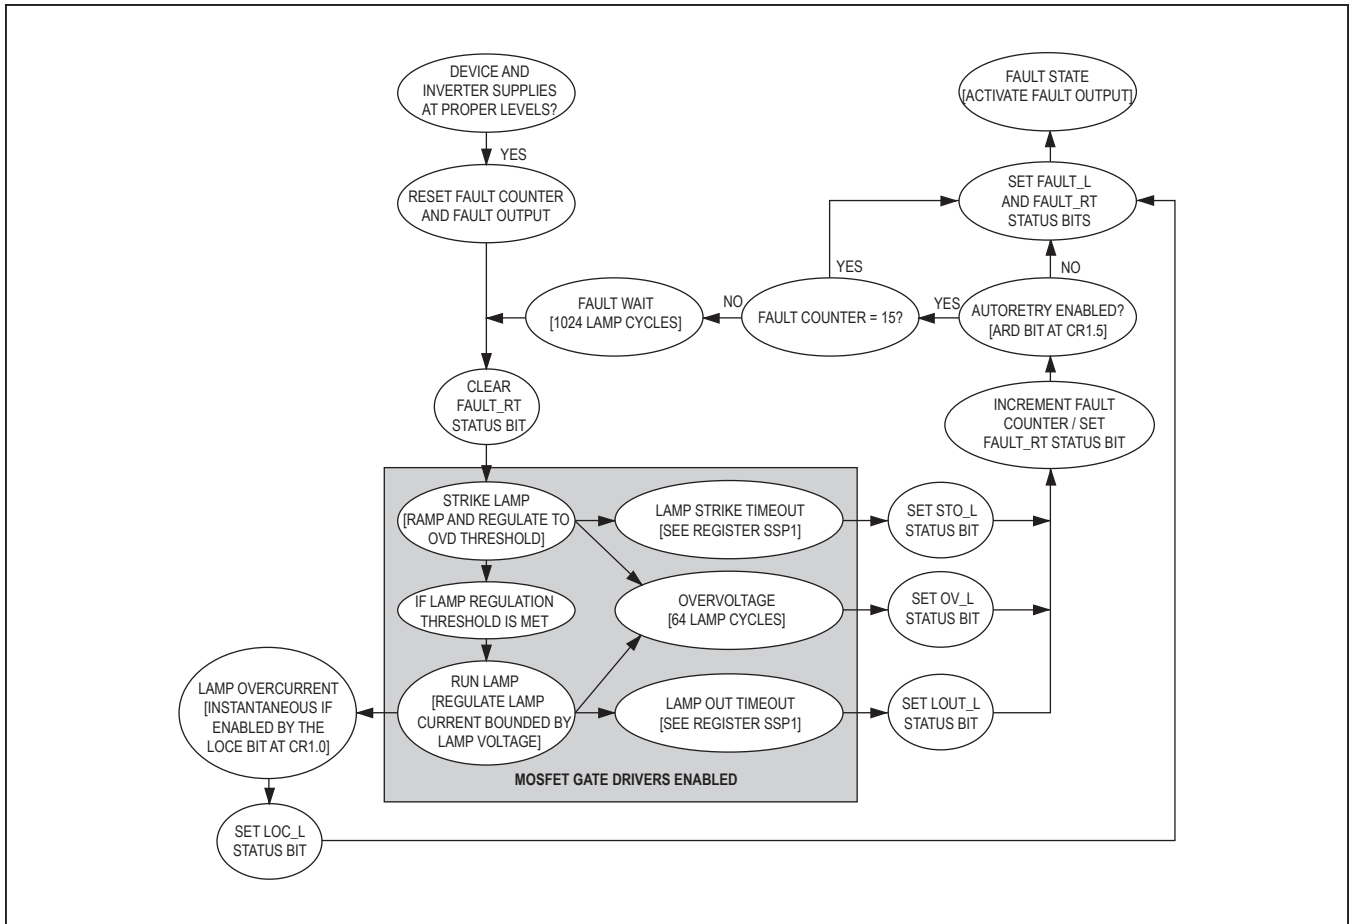 DEVICE AND
INVERTER SUPPLIES
AT PROPER LEVELS?
YES
RESET FAULT COUNTER
AND FAULT OUTPUT
FAULT STATE
[ACTIVATE FAULT OUTPUT]
SET FAULT_L
AND FAULT_RT
STATUS BITS
NO
YES
FAULT WAIT
[1024 LAMP CYCLES]
NO
FAULT COUNTER = 15?
YES
AUTORETRY ENABLED?
[ARD BIT AT CR1.5]
CLEAR
FAULT_RT
STATUS BIT
INCREMENT FAULT
COUNTER / SET
FAULT_RT STATUS BIT
STRIKE LAMP
[RAMP AND REGULATE TO
OVD THRESHOLD]
LAMP STRIKE TIMEOUT
[SEE REGISTER SSP1]
SET STO_L
STATUS BIT
IF LAMP REGULATION
THRESHOLD IS MET
OVERVOLTAGE
[64 LAMP CYCLES]
SET OV_L
STATUS BIT
LAMP OVERCURRENT
[INSTANTANEOUS IF
ENABLED BY THE
LOCE BIT AT CR1.0]
RUN LAMP
[REGULATE LAMP
CURRENT BOUNDED BY
LAMP VOLTAGE]
LAMP OUT TIMEOUT
[SEE REGISTER SSP1]
SET LOUT_L
STATUS BIT
MOSFET GATE DRIVERS ENABLED
SET LOC_L
STATUS BIT